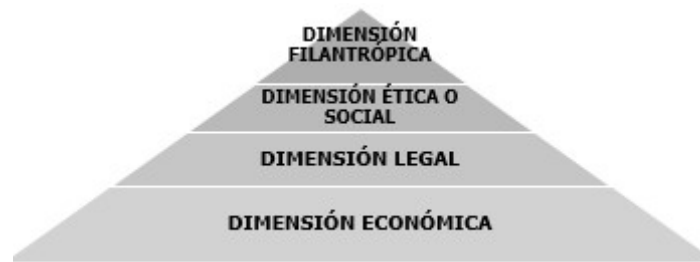 DIMENSIÓN
FILANTRÓPICA
DIMENSIÓN ÉTICA O
SOCIAL
DIMENSIÓN LEGAL
DIMENSIÓN ECONÓMICA